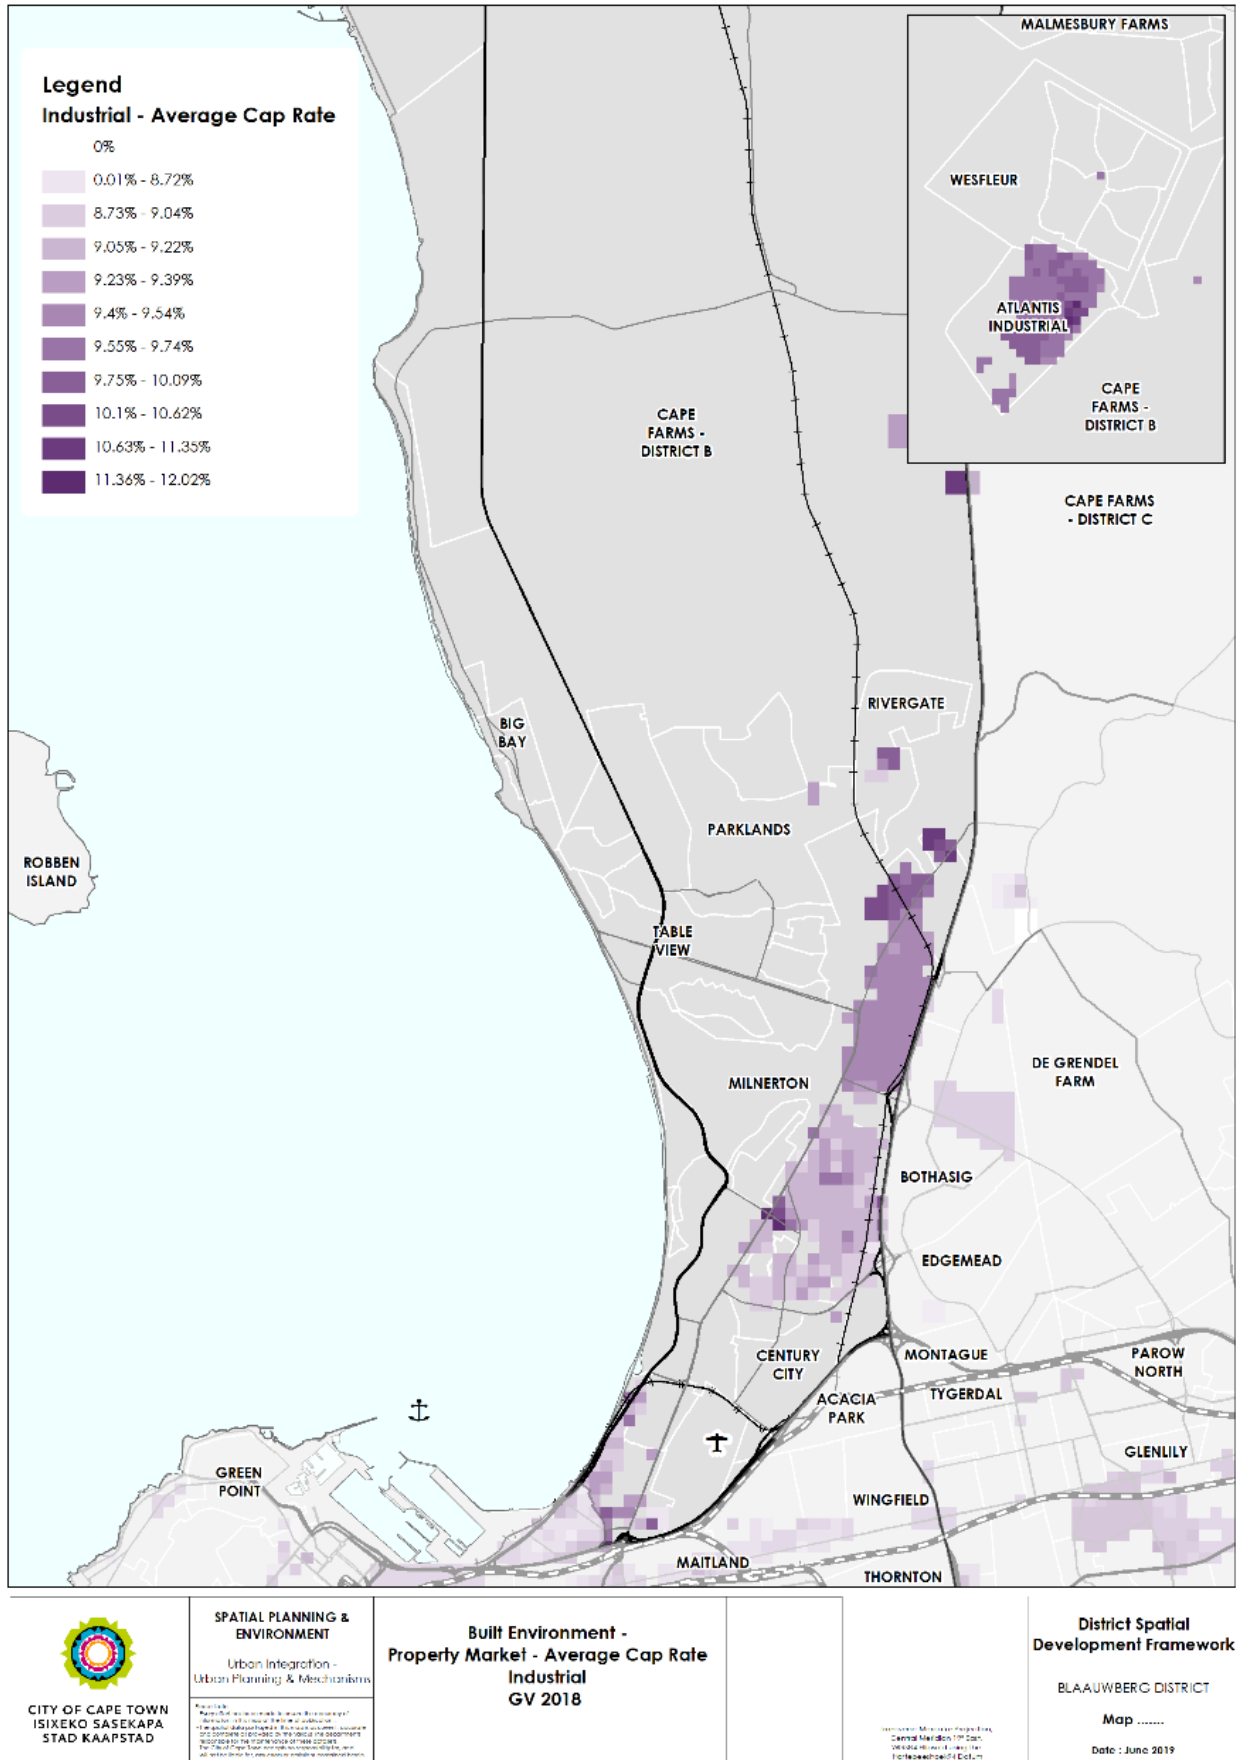 Legend
Industrial - Average Cap Rate
0%
0.01% - 8.72%
8.73% - 9.04%
9.05% - 9.22%
9.23% - 9.39%
9.4% - 9.54%
9.55% - 9.74%
9.75% - 10.09%
10.1% - 10.62%
10.63% - 11.35%
11.36% - 12.02%
MALMESBURY FARMS
WESFLEUR
ATLANTIS
INDUSTRIAL
CAPE
FARMS -
DISTRICT B
CAPE
FARMS -
DISTRICT B
CAPE FARMS
- DISTRICT C
RIVERGATE
BIG
BAY
PARKLANDS
ROBBEN
ISLAND
TABLE
VIEW
MILNERTON
DE GRENDEL
FARM
BOTHASIG
EDGEMEAD
CENTURY
CITY
MONTAGUE
PAROW
NORTH
ACACIA
PARK
TYGERDAL
GLENLILY
GREEN
POINT
WINGFIELD
MAITLAND
THORNTON
CITY OF CAPE TOWN
ISIXEKO SASEKAPA
STAD KAAPSTAD
SPATIAL PLANNING &
ENVIRONMENT
Urban Integration -
Urban Planning & Mechanisms
Built Environment -
Property Market - Average Cap Rate
Industrial
GV 2018
District Spatial
Development Framework
BLAAUWBERG DISTRICT
Map .......
Date : June 2019